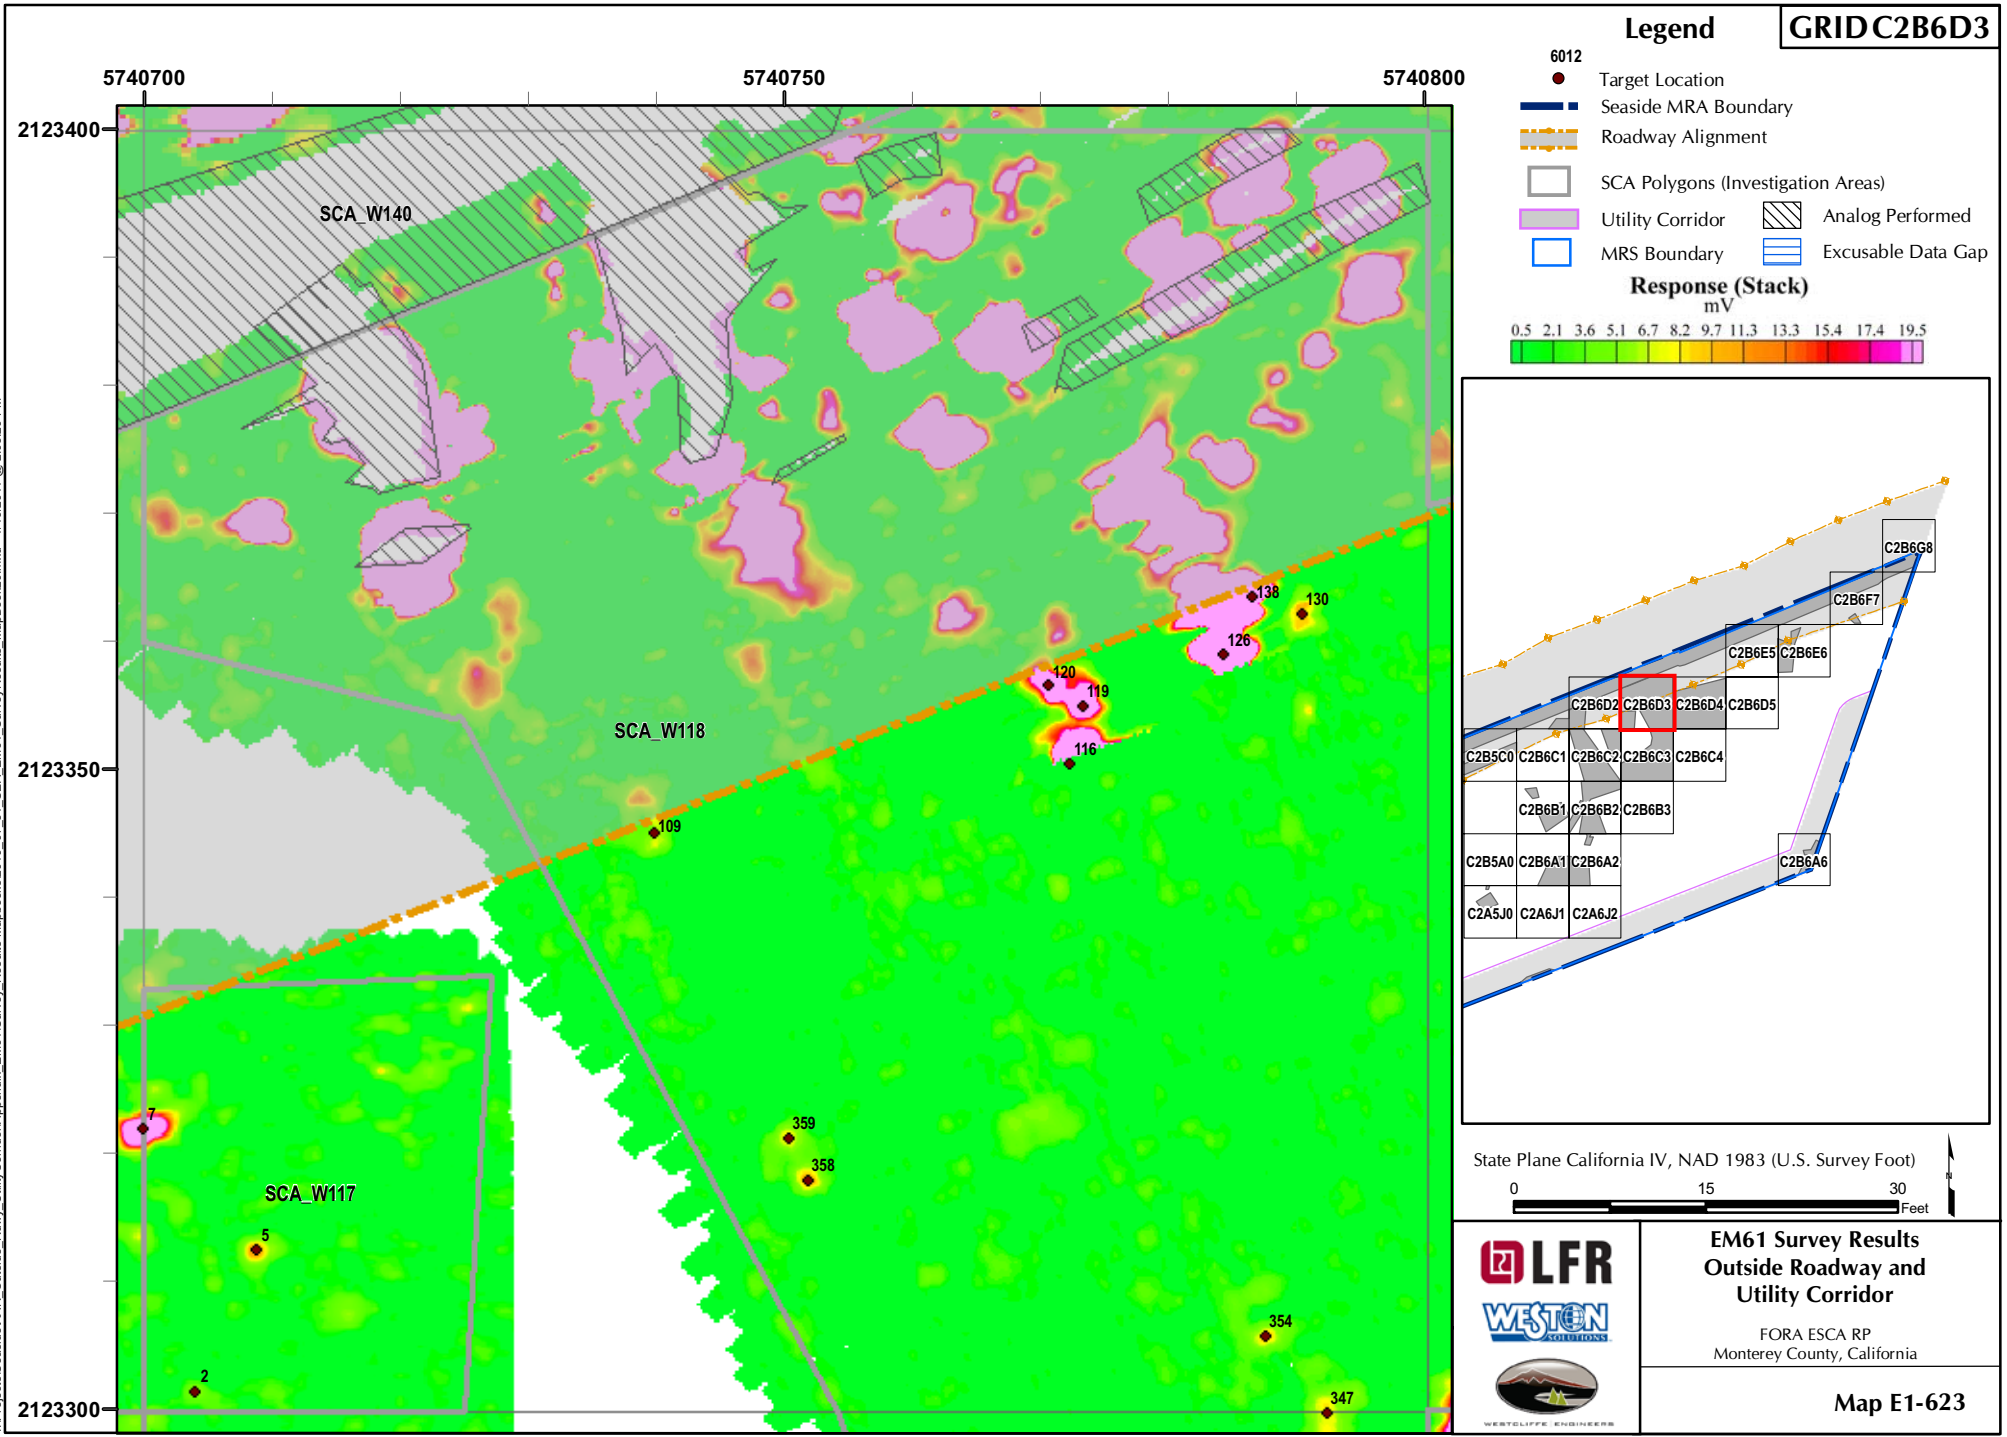 GRID C2B6D3
Legend
6012
Target Location
Seaside MRA Boundary
Roadway Alignment
SCA Polygons (Investigation Areas)
Utility Corridor
Analog Performed
MRS Boundary
Excusable Data Gap
Response (Stack)
mV
0.5 2.1 3.6 5.1 6.7 8.2 9.7 11.3 13.3 15.4 17.4 19.5
5740700
5740750
5740800
2123400
2123350
2123300
SCA_W140
SCA_W118
SCA_W117
138
130
126
120
119
116
109
7
359
358
5
354
2
347
C2B6G8
C2B6F7
C2B6E5 C2B6E6
C2B6D2 C2B6D3 C2B6D4 C2B6D5
C2B5C0 C2B6C1 C2B6C2 C2B6C3 C2B6C4
C2B6B1 C2B6B2 C2B6B3
C2B5A0 C2B6A1 C2B6A2 C2B6A6
C2A5J0 C2A6J1 C2A6J2
State Plane California IV, NAD 1983 (U.S. Survey Foot)
N
0 15 30
Feet
LFR
WESTON
SOLUTIONS
WESTCLIFFE ENGINEERS
EM61 Survey Results
Outside Roadway and
Utility Corridor
FORA ESCA RP
Monterey County, California
Map E1-623